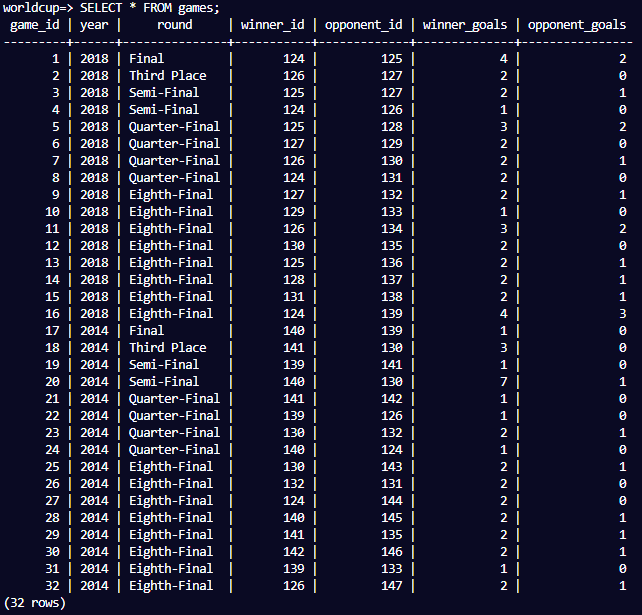 worldcup=> SELECT * FROM games;
 game_id | year |     round     | winner_id | opponent_id | winner_goals | opponent_goals
---------+------+---------------+-----------+-------------+--------------+----------------
       1 | 2018 | Final         |       124 |         125 |            4 |              2
       2 | 2018 | Third Place   |       126 |         127 |            2 |              0
       3 | 2018 | Semi-Final    |       125 |         127 |            2 |              1
       4 | 2018 | Semi-Final    |       124 |         126 |            1 |              0
       5 | 2018 | Quarter-Final |       125 |         128 |            3 |              2
       6 | 2018 | Quarter-Final |       127 |         129 |            2 |              0
       7 | 2018 | Quarter-Final |       126 |         130 |            2 |              1
       8 | 2018 | Quarter-Final |       124 |         131 |            2 |              0
       9 | 2018 | Eighth-Final  |       127 |         132 |            2 |              1
      10 | 2018 | Eighth-Final  |       129 |         133 |            1 |              0
      11 | 2018 | Eighth-Final  |       126 |         134 |            3 |              2
      12 | 2018 | Eighth-Final  |       130 |         135 |            2 |              0
      13 | 2018 | Eighth-Final  |       125 |         136 |            2 |              1
      14 | 2018 | Eighth-Final  |       128 |         137 |            2 |              1
      15 | 2018 | Eighth-Final  |       131 |         138 |            2 |              1
      16 | 2018 | Eighth-Final  |       124 |         139 |            4 |              3
      17 | 2014 | Final         |       140 |         139 |            1 |              0
      18 | 2014 | Third Place   |       141 |         130 |            3 |              0
      19 | 2014 | Semi-Final    |       139 |         141 |            1 |              0
      20 | 2014 | Semi-Final    |       140 |         130 |            7 |              1
      21 | 2014 | Quarter-Final |       141 |         142 |            1 |              0
      22 | 2014 | Quarter-Final |       139 |         126 |            1 |              0
      23 | 2014 | Quarter-Final |       130 |         132 |            2 |              1
      24 | 2014 | Quarter-Final |       140 |         124 |            1 |              0
      25 | 2014 | Eighth-Final  |       130 |         143 |            2 |              1
      26 | 2014 | Eighth-Final  |       132 |         131 |            2 |              0
      27 | 2014 | Eighth-Final  |       124 |         144 |            2 |              0
      28 | 2014 | Eighth-Final  |       140 |         145 |            2 |              1
      29 | 2014 | Eighth-Final  |       141 |         135 |            2 |              1
      30 | 2014 | Eighth-Final  |       142 |         146 |            2 |              1
      31 | 2014 | Eighth-Final  |       139 |         133 |            1 |              0
      32 | 2014 | Eighth-Final  |       126 |         147 |            2 |              1
(32 rows)